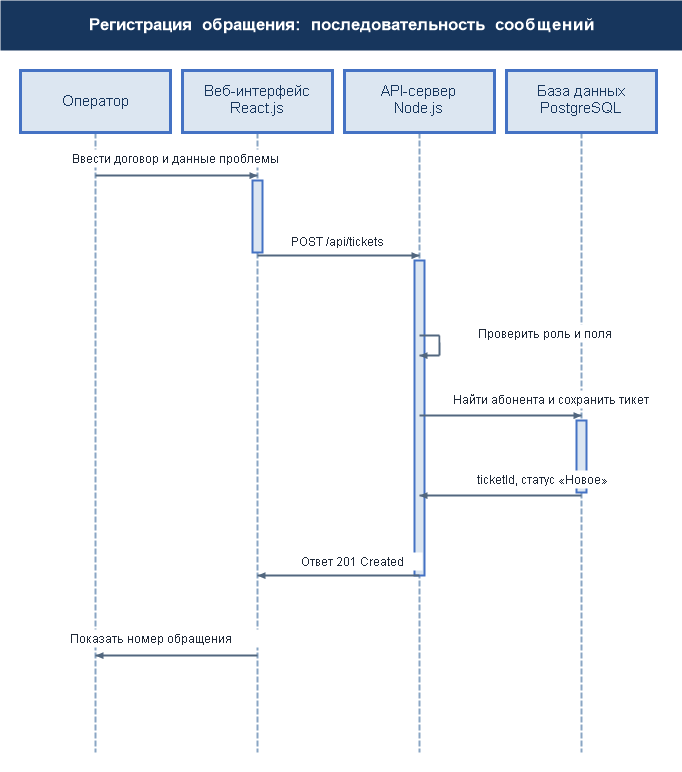 Регистрация обращения: последовательность сообщений
Оператор
Веб-интерфейс
React.js
API-сервер
Node.js
База данных
PostgreSQL
Ввести договор и данные проблемы
POST /api/tickets
Проверить роль и поля
Найти абонента и сохранить тикет
ticketId, статус «Новое»
Ответ 201 Created
Показать номер обращения